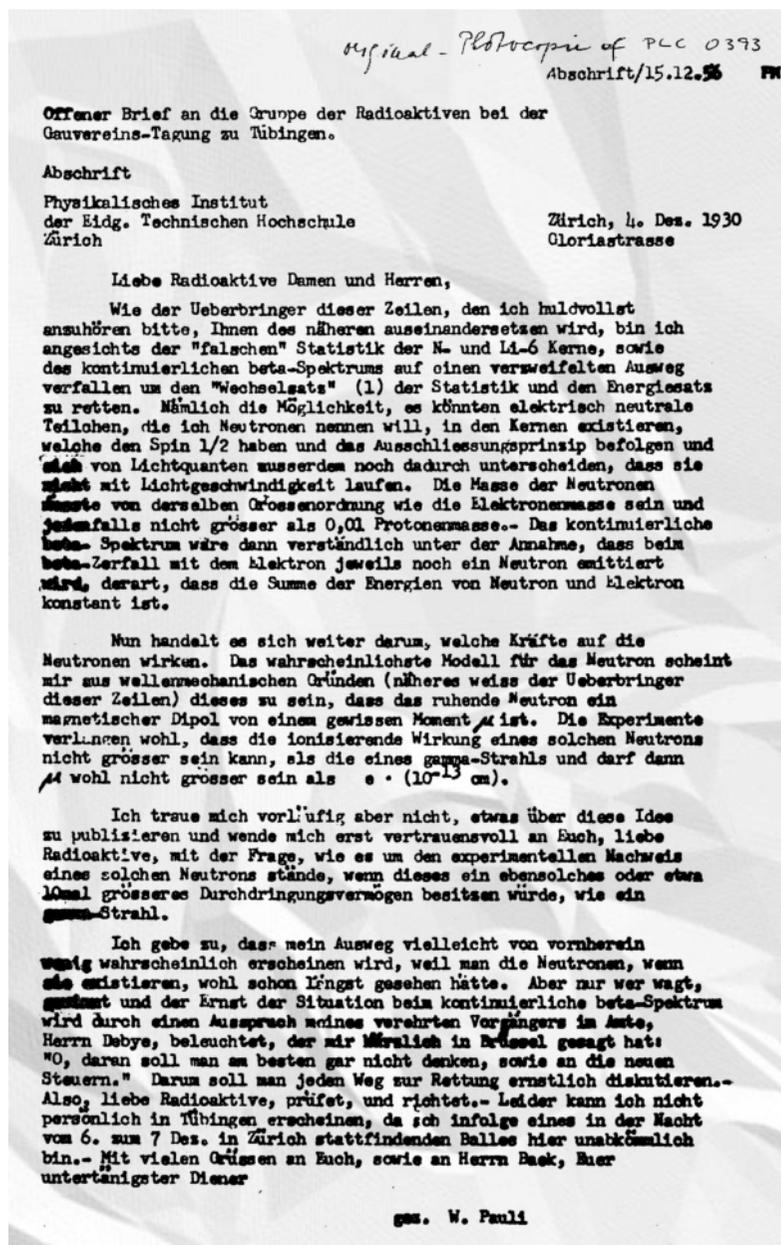 original - Photocopie of PLC 0393
Abschrift/15.12.56 PM
Offener Brief an die Gruppe der Radioaktiven bei der
Gauvereins-Tagung zu Tübingen.
Abschrift
Physikalisches Institut
der Eidg. Technischen Hochschule
Zürich
Zürich, 4. Des. 1930
Gloriastrasse
Liebe Radioaktive Damen und Herren,
Wie der Ueberbringer dieser Zeilen, den ich huldvollst
ansuhören bitte, Ihnen des näheren auseinandersetzen wird, bin ich
angesichts der "falschen" Statistik der N- und Li-6 Kerne, sowie
des kontinuierlichen beta-Spektrums auf einen versweifelten Ausweg
verfallen um den "Wechselsats" (1) der Statistik und den Energiesats
zu retten. Nämlich die Möglichkeit, es könnten elektrisch neutrale
Teilchen, die ich Neutronen nennen will, in den Kernen existieren,
welche den Spin 1/2 haben und das Ausschliessungsprinzip befolgen und
sich von Lichtquanten ausserdem noch dadurch unterscheiden, dass sie
nicht mit Lichtgeschwindigkeit laufen. Die Masse der Neutronen
müsste von derselben Grossenordnung wie die Elektronenmasse sein und
jedenfalls nicht grösser als 0,01 Protonenmasse.- Das kontinuierliche
beta- Spektrum wäre dann verständlich unter der Annahme, dass beim
beta-Zerfall mit dem Elektron jeweils noch ein Neutron emittiert
wird, derart, dass die Summe der Energien von Neutron und Elektron
konstant ist.
Nun handelt es sich weiter darum, welche Kräfte auf die
Neutronen wirken. Das wahrscheinlichste Modell für das Neutron scheint
mir aus wellenmechanischen Gründen (näheres weiss der Ueberbringer
dieser Zeilen) dieses zu sein, dass das ruhende Neutron ein
magnetischer Dipol von einem gewissen Moment μ ist. Die Experimente
verlangen wohl, dass die ionisierende Wirkung eines solchen Neutrons
nicht grösser sein kann, als die eines gamma-Strahls und darf dann
μ wohl nicht grösser sein als e · (10⁻¹³ cm).
Ich traue mich vorläufig aber nicht, etwas über diese Idee
zu publizieren und wende mich erst vertrauensvoll an Euch, liebe
Radioaktive, mit der Frage, wie es um den experimentellen Nachweis
eines solchen Neutrons stände, wenn dieses ein ebensolches oder etwa
10mal grösseres Durchdringungsvermögen besitzen würde, wie ein
gamma-Strahl.
Ich gebe zu, dass mein Ausweg vielleicht von vornherein
wenig wahrscheinlich erscheinen wird, weil man die Neutronen, wenn
sie existieren, wohl schon längst gesehen hätte. Aber nur wer wagt,
gewinnt und der Ernst der Situation beim kontinuierliche beta-Spektrum
wird durch einen Ausspruch meines verehrten Vorgängers im Amte,
Herrn Debye, beleuchtet, der mir kürslich in Brüssel gesagt hat:
"O, daran soll man am besten gar nicht denken, sowie an die neuen
Steuern." Darum soll man jeden Weg zur Rettung ernstlich diskutieren.-
Also, liebe Radioaktive, prüfet, und richtet.- Leider kann ich nicht
persönlich in Tübingen erscheinen, da ich infolge eines in der Nacht
vom 6. zum 7 Des. in Zürich stattfindenden Balles hier unabkömmlich
bin.- Mit vielen Grüssen an Euch, sowie an Herrn Baek, Euer
untertänigster Diener
ges. W. Pauli